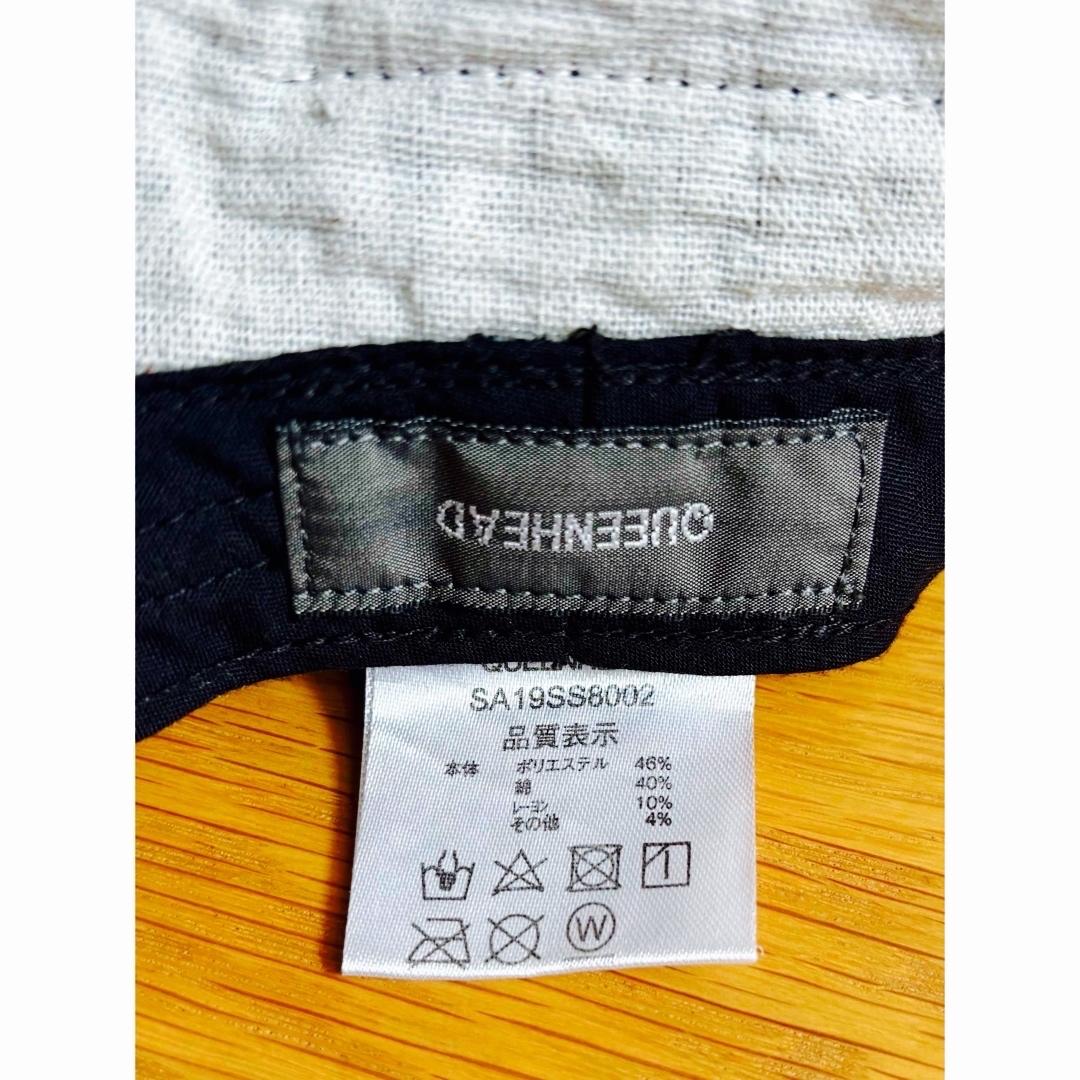 QUEENHEAD
SA19SS8002
品質表示
本体 ポリエステル 46%
綿 40%
レーヨン 10%
その他 4%
W